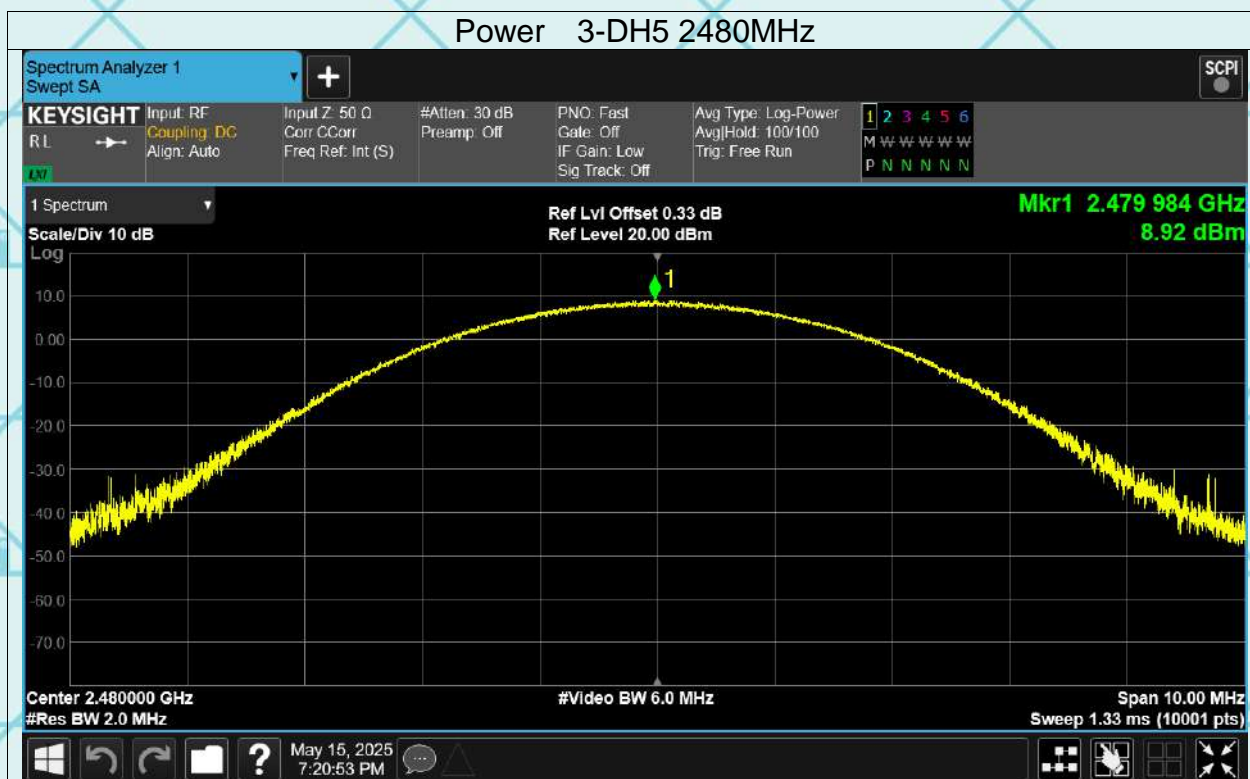 Power 3-DH5 2480MHz
Spectrum Analyzer 1
Swept SA
+
SCPI
KEYSIGHT
R L
LXI
Input: RF
Coupling: DC
Align: Auto
Input Z: 50 Ω
Corr CCorr
Freq Ref: Int (S)
#Atten: 30 dB
Preamp: Off
PNO: Fast
Gate: Off
IF Gain: Low
Sig Track: Off
Avg Type: Log-Power
Avg|Hold: 100/100
Trig: Free Run
1 2 3 4 5 6
M W W W W W
P N N N N N
1 Spectrum
Scale/Div 10 dB
Log
Ref Lvl Offset 0.33 dB
Ref Level 20.00 dBm
Mkr1 2.479 984 GHz
8.92 dBm
1
10.0
0.00
-10.0
-20.0
-30.0
-40.0
-50.0
-60.0
-70.0
Center 2.480000 GHz
#Res BW 2.0 MHz
#Video BW 6.0 MHz
Span 10.00 MHz
Sweep 1.33 ms (10001 pts)
?
May 15, 2025
7:20:53 PM